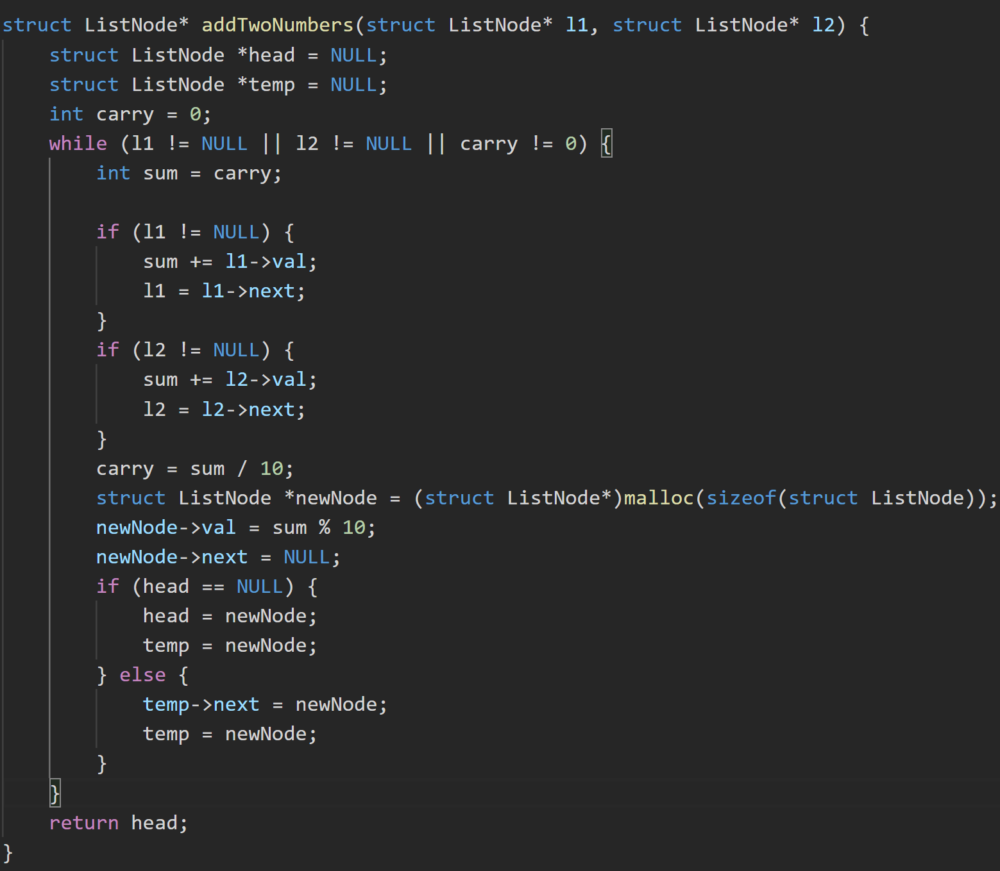 struct ListNode* addTwoNumbers(struct ListNode* l1, struct ListNode* l2) {
    struct ListNode *head = NULL;
    struct ListNode *temp = NULL;
    int carry = 0;
    while (l1 != NULL || l2 != NULL || carry != 0) {
        int sum = carry;

        if (l1 != NULL) {
            sum += l1->val;
            l1 = l1->next;
        }
        if (l2 != NULL) {
            sum += l2->val;
            l2 = l2->next;
        }
        carry = sum / 10;
        struct ListNode *newNode = (struct ListNode*)malloc(sizeof(struct ListNode));
        newNode->val = sum % 10;
        newNode->next = NULL;
        if (head == NULL) {
            head = newNode;
            temp = newNode;
        } else {
            temp->next = newNode;
            temp = newNode;
        }
    }
    return head;
}